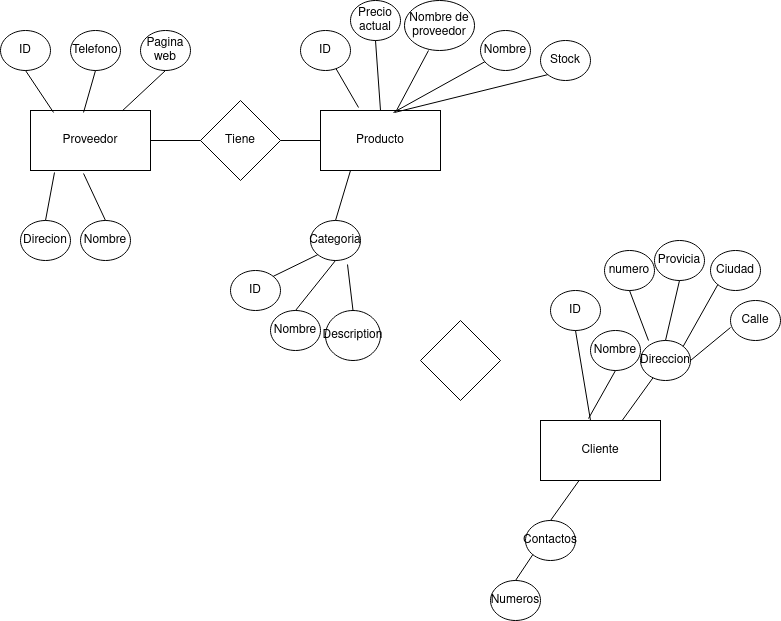 ID
Telefono
Pagina
web
ID
Precio
actual
Nombre de
proveedor
Nombre
Stock
Proveedor
Tiene
Producto
Direcion
Nombre
Categoria
ID
Nombre
Description
ID
numero
Provicia
Ciudad
Calle
Nombre
Direccion
Cliente
Contactos
Numeros